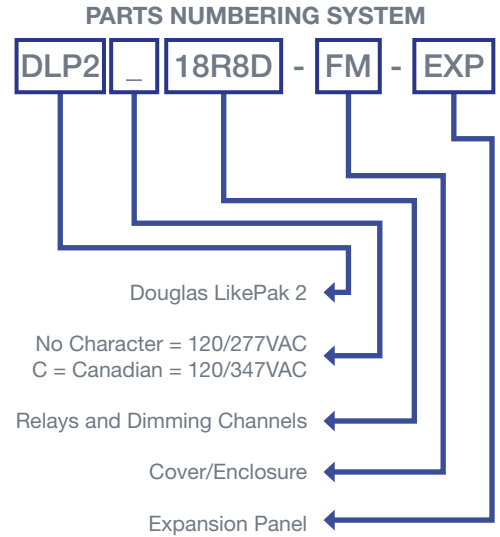 PARTS NUMBERING SYSTEM
DLP2 _ 18R8D - FM - EXP
Douglas LikePak 2
No Character = 120/277VAC
C = Canadian = 120/347VAC
Relays and Dimming Channels
Cover/Enclosure
Expansion Panel